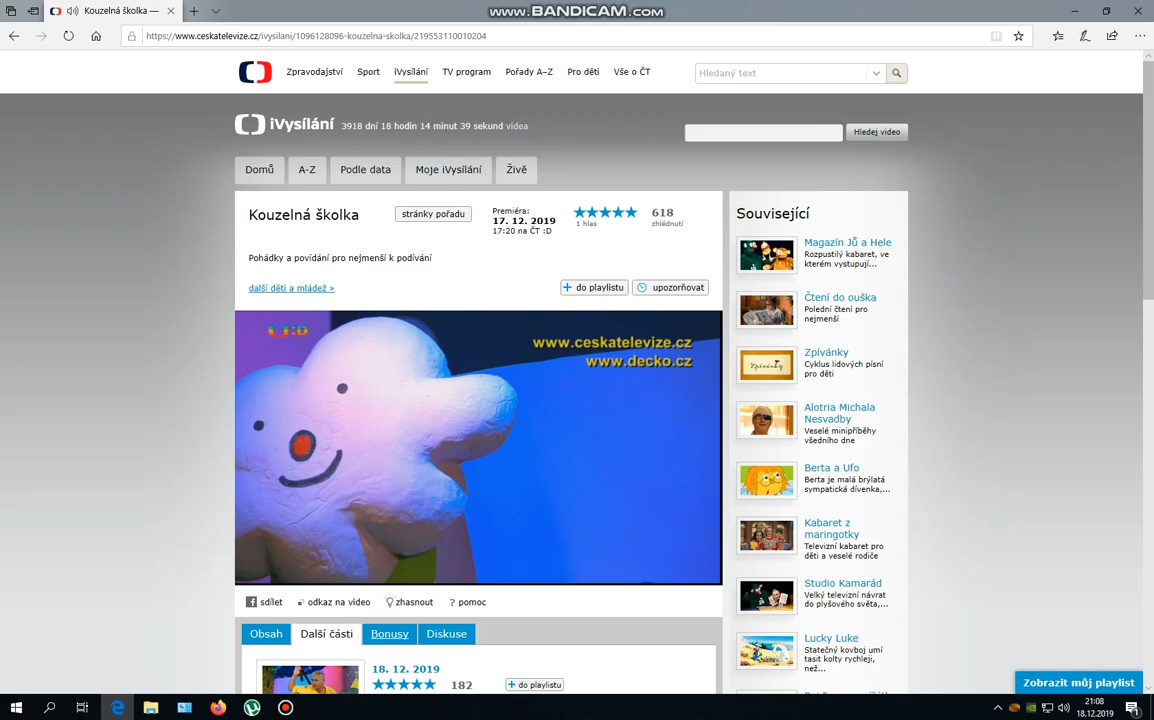 Kouzelná školka —
www.BANDICAM.com
https://www.ceskatelevize.cz/ivysilani/1096128096-kouzelna-skolka/219553110010204
Zpravodajství Sport iVysílání TV program Pořady A–Z Pro děti Vše o ČT
Hledaný text
iVysílání 3918 dní 18 hodin 14 minut 39 sekund videa
Hledej video
Domů A-Z Podle data Moje iVysílání Živě
Kouzelná školka
stránky pořadu
Premiéra:
17. 12. 2019
17:20 na ČT :D
1 hlas
618
zhlédnutí
Pohádky a povídání pro nejmenší k podívání
další děti a mládež »
+ do playlistu
upozorňovat
www.ceskatelevize.cz
www.decko.cz
:D
sdílet odkaz na video zhasnout ? pomoc
Obsah Další části Bonusy Diskuse
18. 12. 2019
182
+ do playlistu
Související
Magazín Jů a Hele
Rozpustilý kabaret, ve
kterém vystupují...
Čtení do ouška
Polední čtení pro
nejmenší
Zpívánky
Zpívánky
Cyklus lidových písní
pro děti
Alotria Michala
Nesvadby
Veselé minipříběhy
všedního dne
Berta a Ufo
Berta je malá brýlatá
sympatická dívenka,...
Kabaret z
maringotky
Televizní kabaret pro
děti a veselé rodiče
Studio Kamarád
Velký televizní návrat
do plyšového světa,...
Lucky Luke
Statečný kovboj umí
tasit kolty rychleji,
než...
Zobrazit můj playlist
21:08
18.12.2019
1